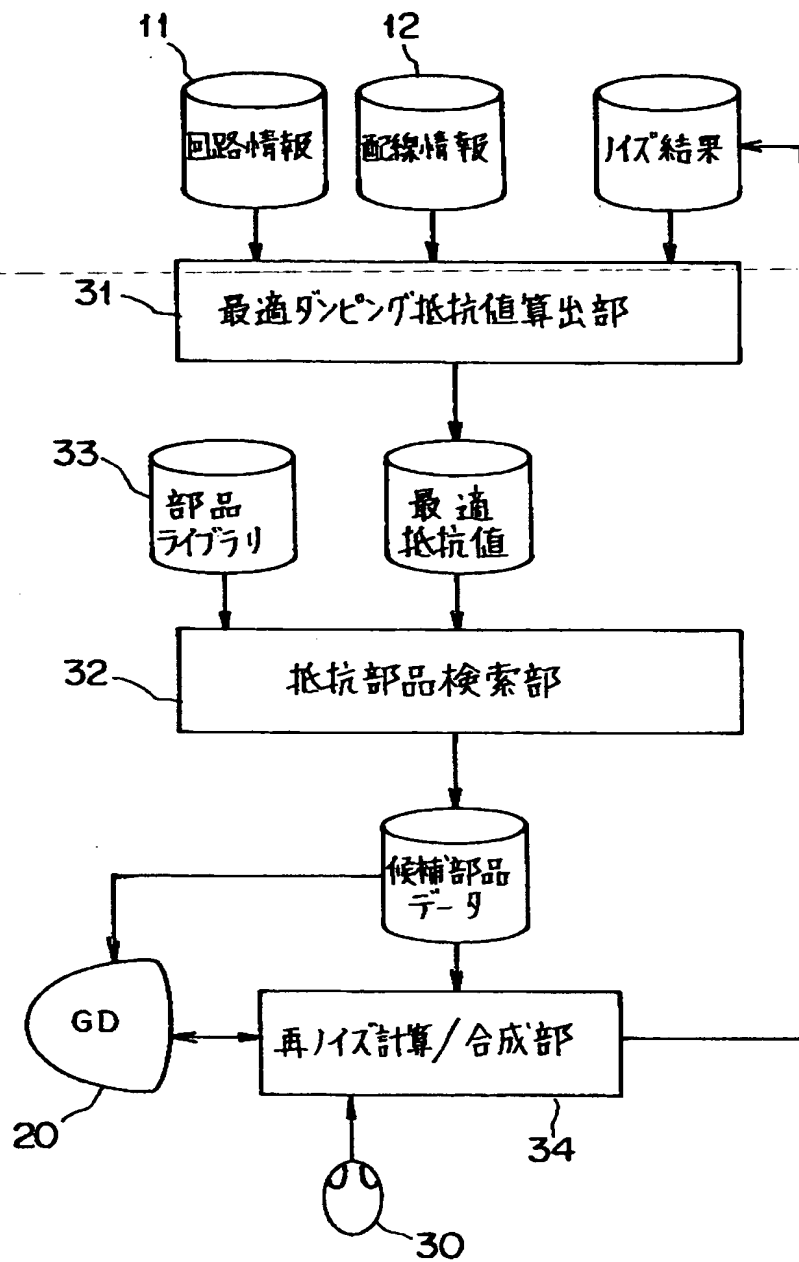 11
12
回路情報
配線情報
ノイズ結果
31
最適ダンピング抵抗値算出部
33
部品
ライブラリ
最適
抵抗値
32
抵抗部品検索部
候補部品
データ
GD
再ノイズ計算/合成部
20
34
30